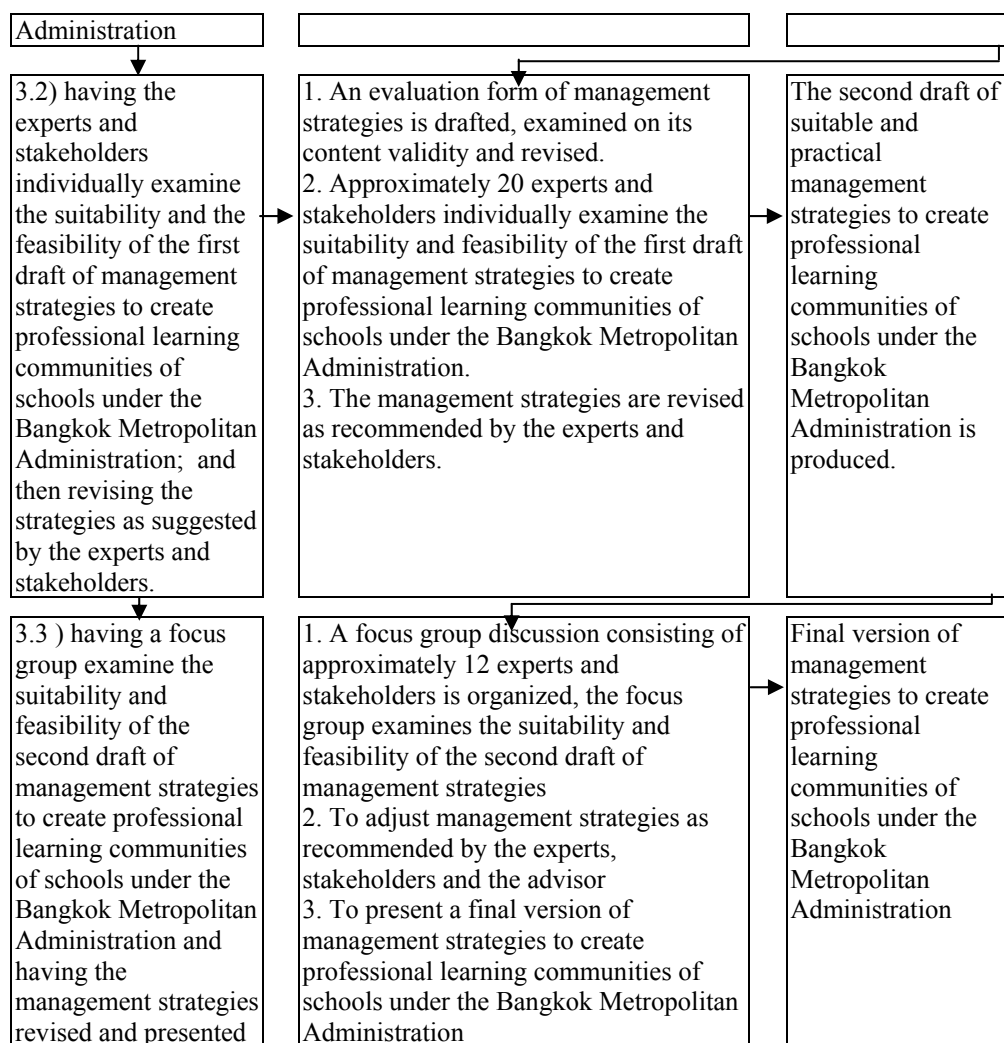 Administration
3.2) having the
experts and
stakeholders
individually examine
the suitability and the
feasibility of the first
draft of management
strategies to create
professional learning
communities of
schools under the
Bangkok Metropolitan
Administration;  and
then revising the
strategies as suggested
by the experts and
stakeholders.
1. An evaluation form of management
strategies is drafted, examined on its
content validity and revised.
2. Approximately 20 experts and
stakeholders individually examine the
suitability and feasibility of the first draft
of management strategies to create
professional learning communities of
schools under the Bangkok Metropolitan
Administration.
3. The management strategies are revised
as recommended by the experts and
stakeholders.
The second draft of
suitable and
practical
management
strategies to create
professional
learning
communities of
schools under the
Bangkok
Metropolitan
Administration is
produced.
3.3 ) having a focus
group examine the
suitability and
feasibility of the
second draft of
management strategies
to create professional
learning communities
of schools under the
Bangkok Metropolitan
Administration and
having the
management strategies
revised and presented
1. A focus group discussion consisting of
approximately 12 experts and
stakeholders is organized, the focus
group examines the suitability and
feasibility of the second draft of
management strategies
2. To adjust management strategies as
recommended by the experts,
stakeholders and the advisor
3. To present a final version of
management strategies to create
professional learning communities of
schools under the Bangkok Metropolitan
Administration
Final version of
management
strategies to create
professional
learning
communities of
schools under the
Bangkok
Metropolitan
Administration